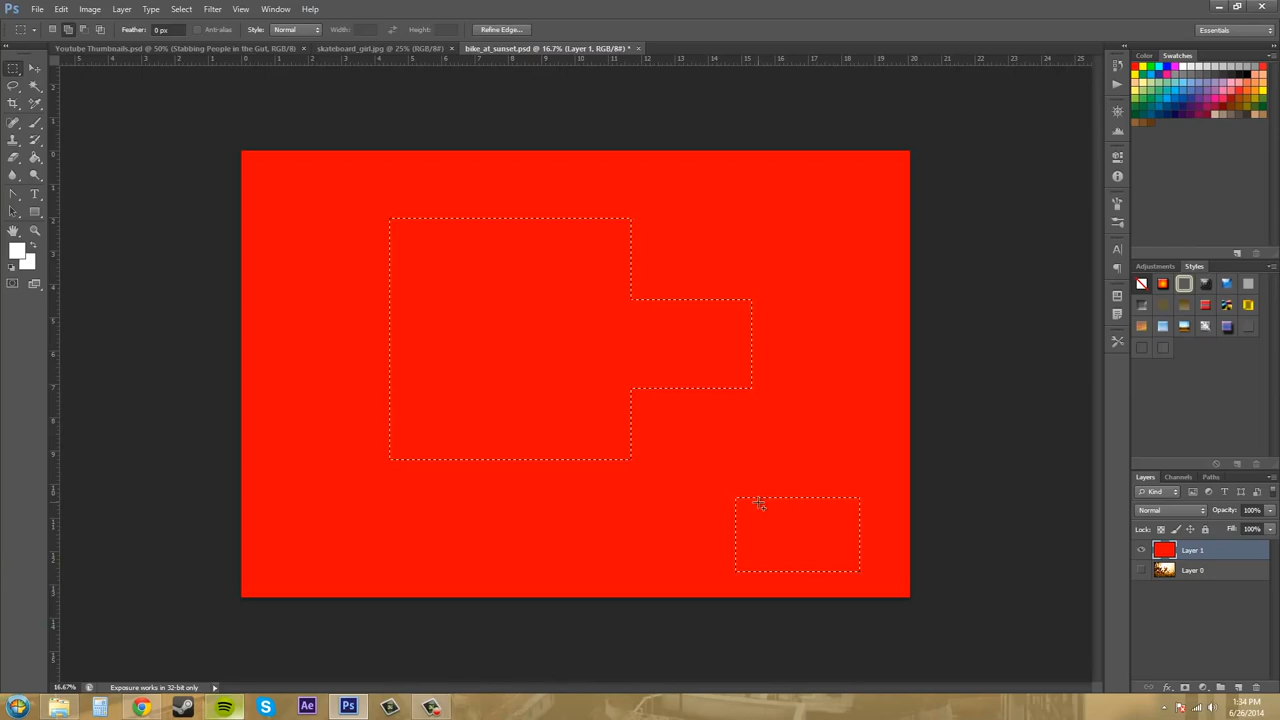 Ps File Edit Image Layer Type Select Filter View Window Help
Feather: 0 px Anti-alias Style: Normal Width: Height: Refine Edge... Essentials
Youtube Thumbnails.psd @ 50% (Stabbing People in the Gut, RGB/8) × skateboard_girl.jpg @ 25% (RGB/8#) × bike_at_sunset.psd @ 16.7% (Layer 1, RGB/8#) * ×
Color Swatches
Adjustments Styles
Layers Channels Paths
Kind
Normal Opacity: 100%
Lock: Fill: 100%
Layer 1
Layer 0
16.67% Exposure works in 32-bit only
Ae Ps
1:34 PM
6/26/2014